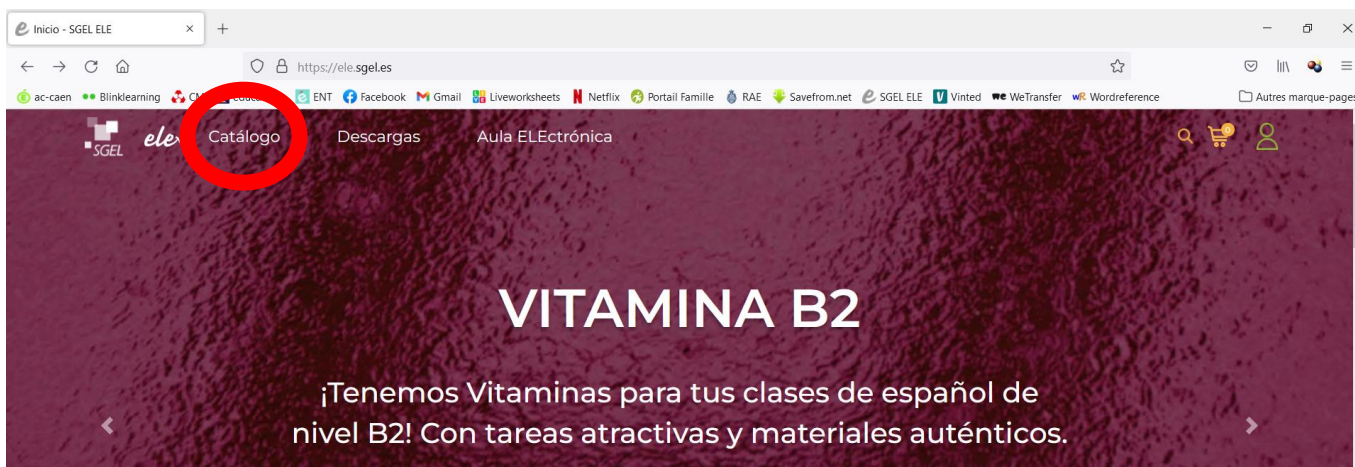 Inicio - SGEL ELE
https://ele.sgel.es
ac-caen Blinklearning ENT Facebook Gmail Liveworksheets Netflix Portail Famille RAE Savefrom.net SGEL ELE Vinted WeTransfer Wordreference Autres marque-pages
SGEL Catálogo Descargas Aula ELEctrónica 0
VITAMINA B2
¡Tenemos Vitaminas para tus clases de español de
nivel B2! Con tareas atractivas y materiales auténticos.